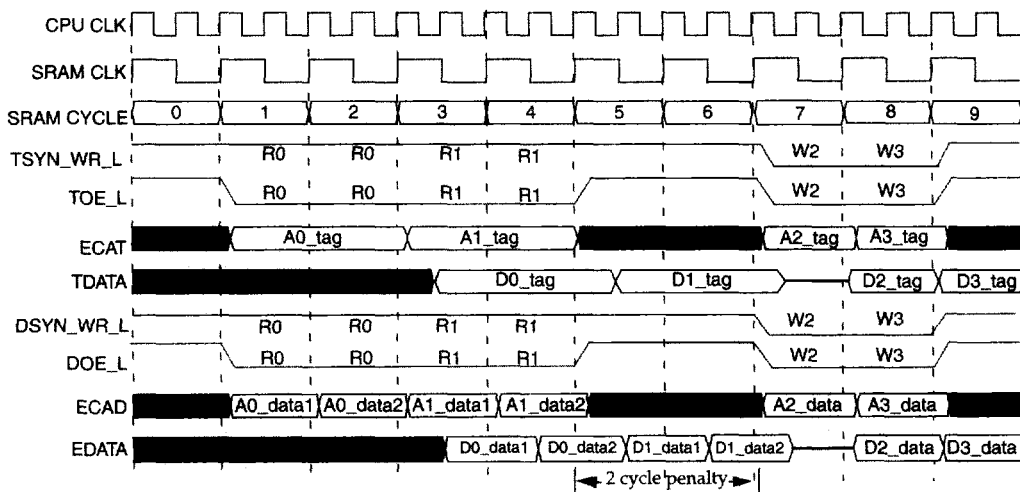 CPU CLK
SRAM CLK
SRAM CYCLE 0 1 2 3 4 5 6 7 8 9
TSYN_WR_L R0 R0 R1 R1 W2 W3
TOE_L R0 R0 R1 R1 W2 W3
ECAT A0_tag A1_tag A2_tag A3_tag
TDATA D0_tag D1_tag D2_tag D3_tag
DSYN_WR_L R0 R0 R1 R1 W2 W3
DOE_L R0 R0 R1 R1 W2 W3
ECAD A0_data1 A0_data2 A1_data1 A1_data2 A2_data A3_data
EDATA D0_data1 D0_data2 D1_data1 D1_data2 D2_data D3_data
2 cycle penalty